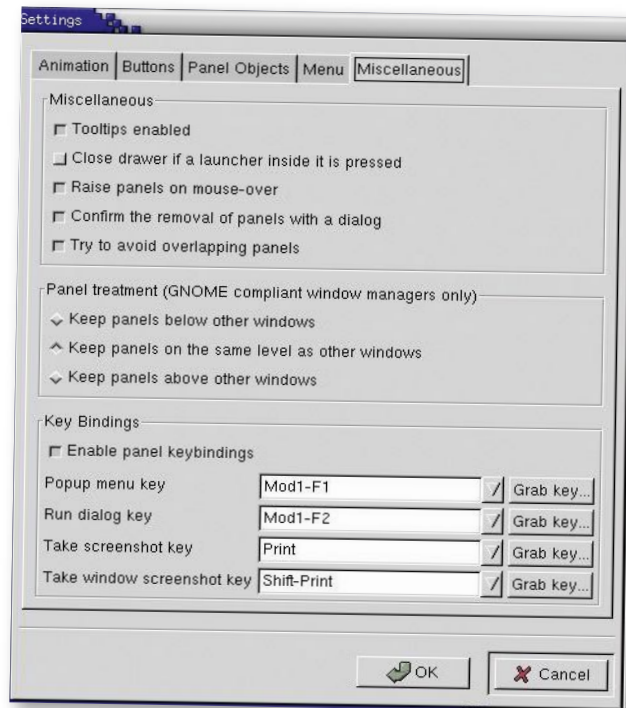 Settings
Animation Buttons Panel Objects Menu Miscellaneous
Miscellaneous
Tooltips enabled
Close drawer if a launcher inside it is pressed
Raise panels on mouse-over
Confirm the removal of panels with a dialog
Try to avoid overlapping panels
Panel treatment (GNOME compliant window managers only)
Keep panels below other windows
Keep panels on the same level as other windows
Keep panels above other windows
Key Bindings
Enable panel keybindings
Popup menu key Mod1-F1 Grab key...
Run dialog key Mod1-F2 Grab key...
Take screenshot key Print Grab key...
Take window screenshot key Shift-Print Grab key...
OK Cancel